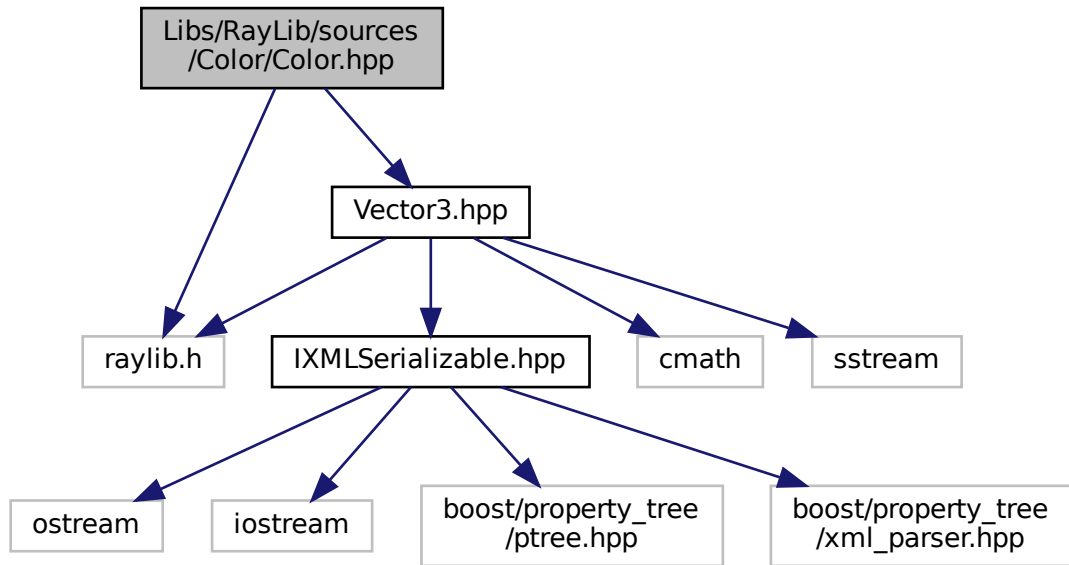 Libs/RayLib/sources
/Color/Color.hpp
Vector3.hpp
raylib.h
IXMLSerializable.hpp
cmath
sstream
ostream
iostream
boost/property_tree
/ptree.hpp
boost/property_tree
/xml_parser.hpp